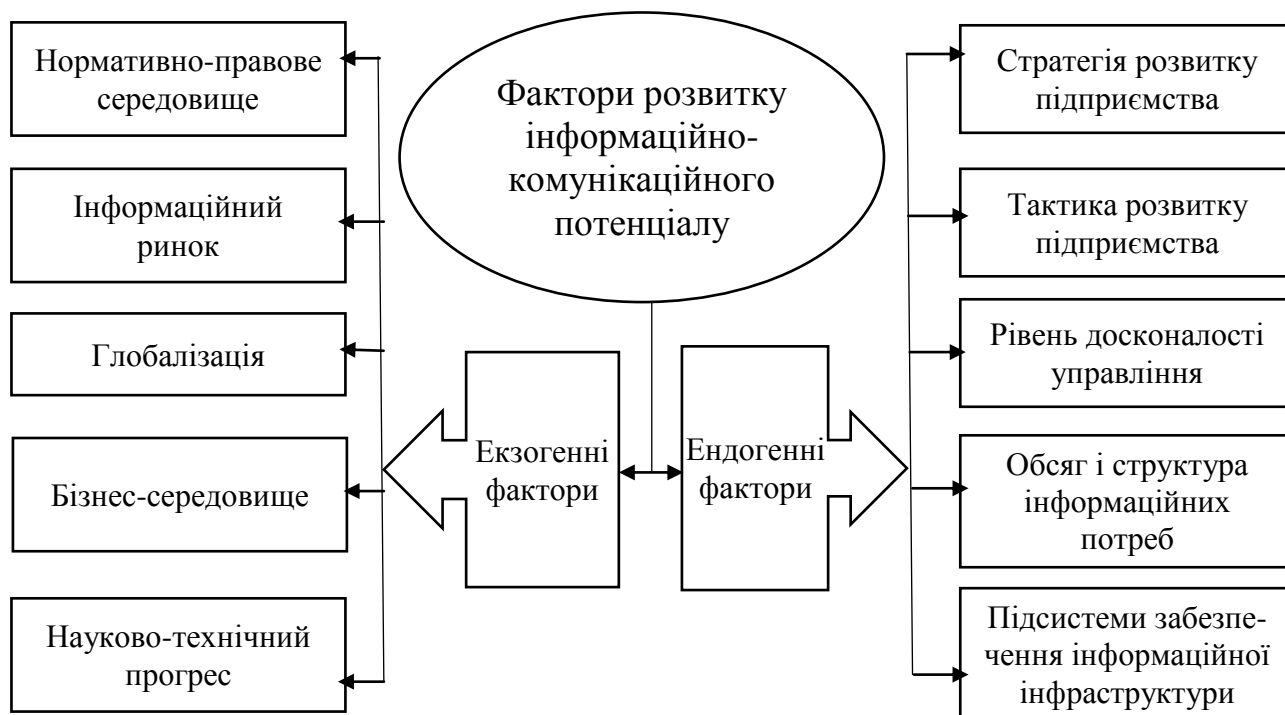 Фактори розвитку
інформаційно-
комунікаційного
потенціалу
Екзогенні
фактори
Ендогенні
фактори
Нормативно-правове
середовище
Інформаційний
ринок
Глобалізація
Бізнес-середовище
Науково-технічний
прогрес
Стратегія розвитку
підприємства
Тактика розвитку
підприємства
Рівень досконалості
управління
Обсяг і структура
інформаційних
потреб
Підсистеми забезпе-
чення інформаційної
інфраструктури